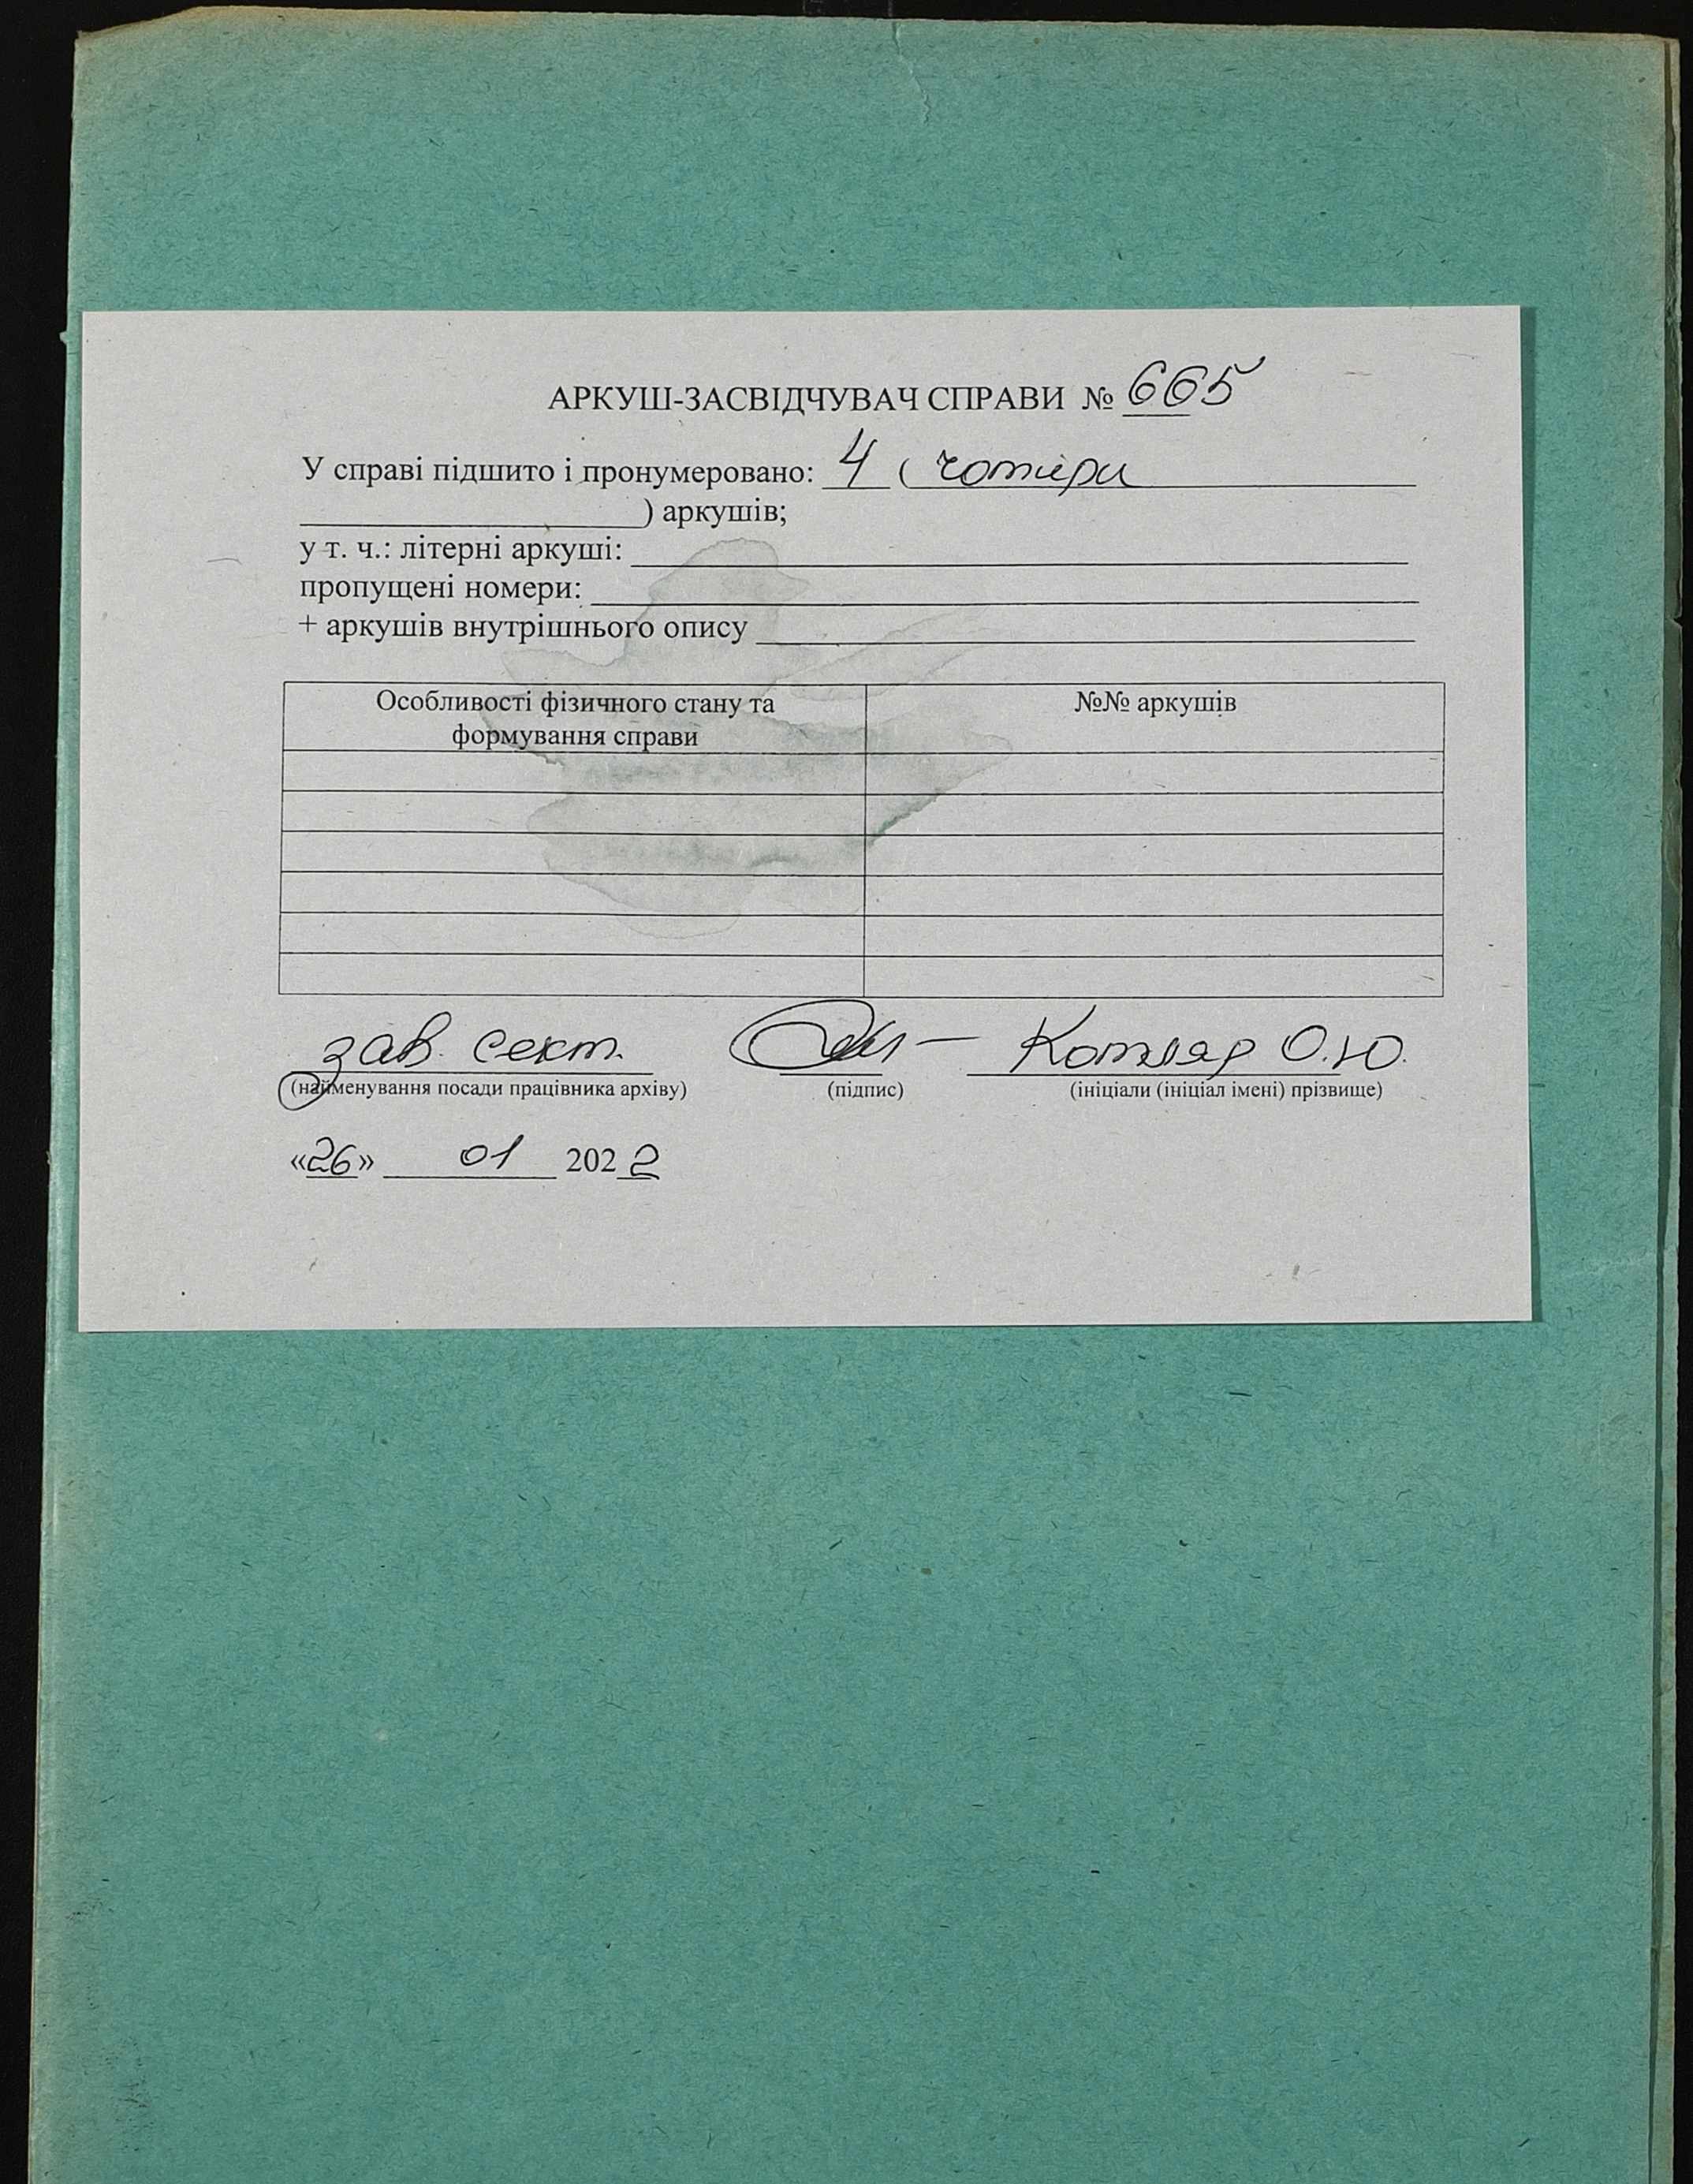 АРКУШ-ЗАСВІДЧУВАЧ СПРАВИ № 665
У справі підшито і пронумеровано: 4 ( чотири
) аркушів;
у т. ч.: літерні аркуші:
пропущені номери:
+ аркушів внутрішнього опису
Особливості фізичного стану та №№ аркушів
формування справи
зав. сект. Котляр О.Ю.
(найменування посади працівника архіву) (підпис) (ініціали (ініціал імені) прізвище)
«26» 01 2022